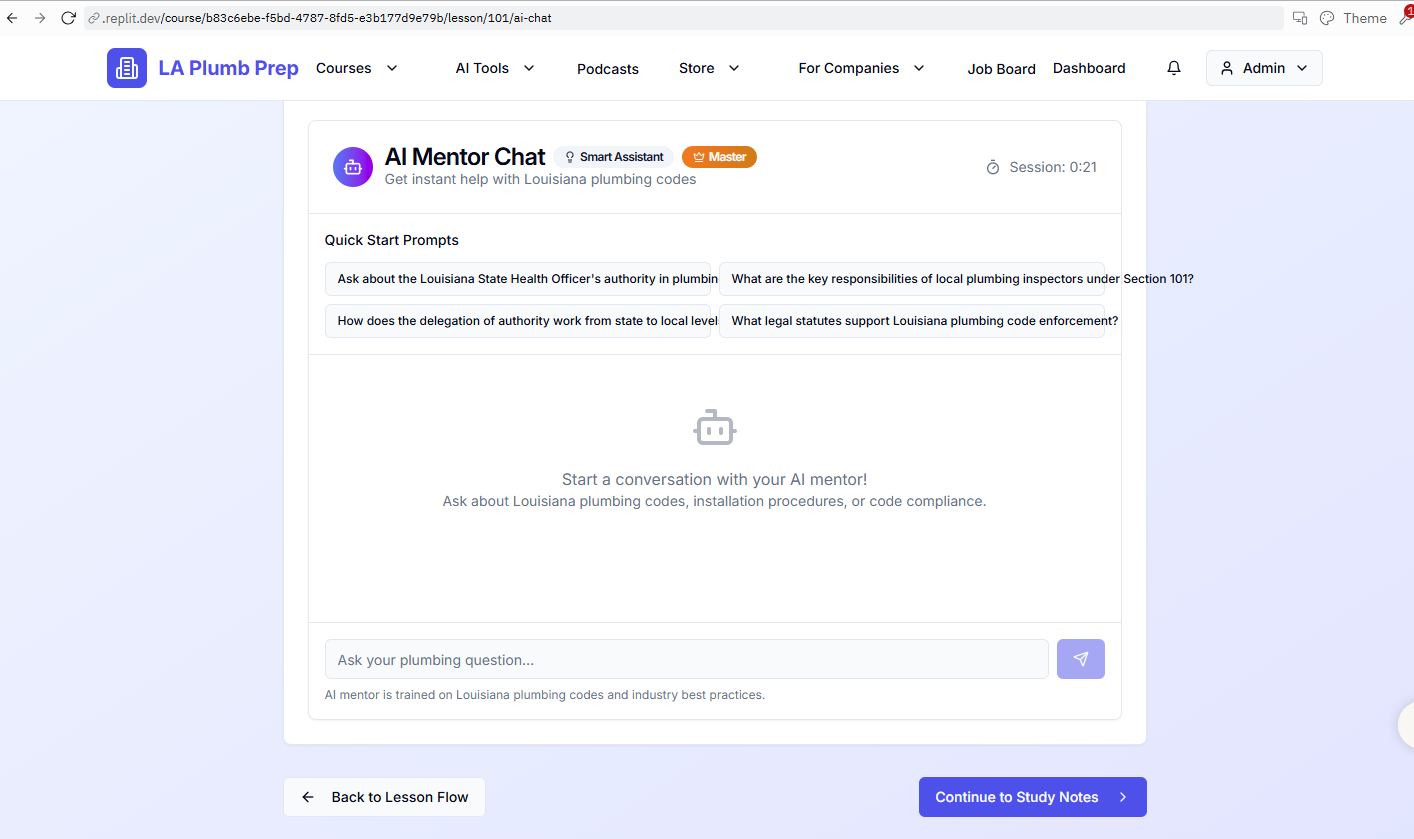 .replit.dev/course/b83c6ebe-f5bd-4787-8fd5-e3b177d9e79b/lesson/101/ai-chat
Theme
1
LA Plumb Prep
Courses
AI Tools
Podcasts
Store
For Companies
Job Board
Dashboard
Admin
AI Mentor Chat
Smart Assistant
Master
Get instant help with Louisiana plumbing codes
Session: 0:21
Quick Start Prompts
Ask about the Louisiana State Health Officer's authority in plumbin
What are the key responsibilities of local plumbing inspectors under Section 101?
How does the delegation of authority work from state to local level
What legal statutes support Louisiana plumbing code enforcement?
Start a conversation with your AI mentor!
Ask about Louisiana plumbing codes, installation procedures, or code compliance.
Ask your plumbing question...
AI mentor is trained on Louisiana plumbing codes and industry best practices.
Back to Lesson Flow
Continue to Study Notes